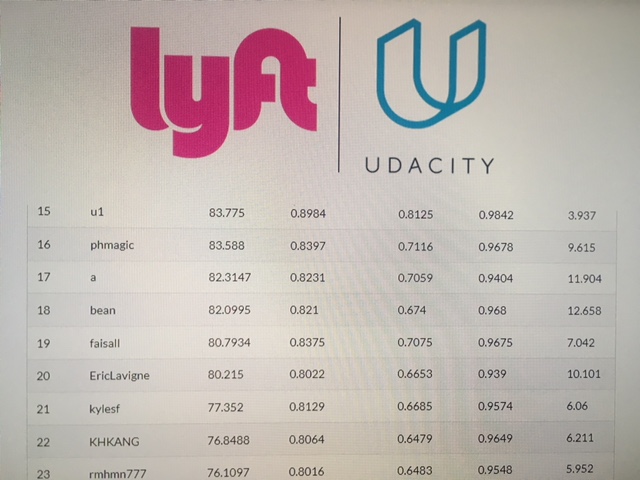 lyft
UDACITY
15 u1 83.775 0.8984 0.8125 0.9842 3.937
16 phmagic 83.588 0.8397 0.7116 0.9678 9.615
17 a 82.3147 0.8231 0.7059 0.9404 11.904
18 bean 82.0995 0.821 0.674 0.968 12.658
19 faisall 80.7934 0.8375 0.7075 0.9675 7.042
20 EricLavigne 80.215 0.8022 0.6653 0.939 10.101
21 kylesf 77.352 0.8129 0.6685 0.9574 6.06
22 KHKANG 76.8488 0.8064 0.6479 0.9649 6.211
23 rmhmn777 76.1097 0.8016 0.6483 0.9548 5.952